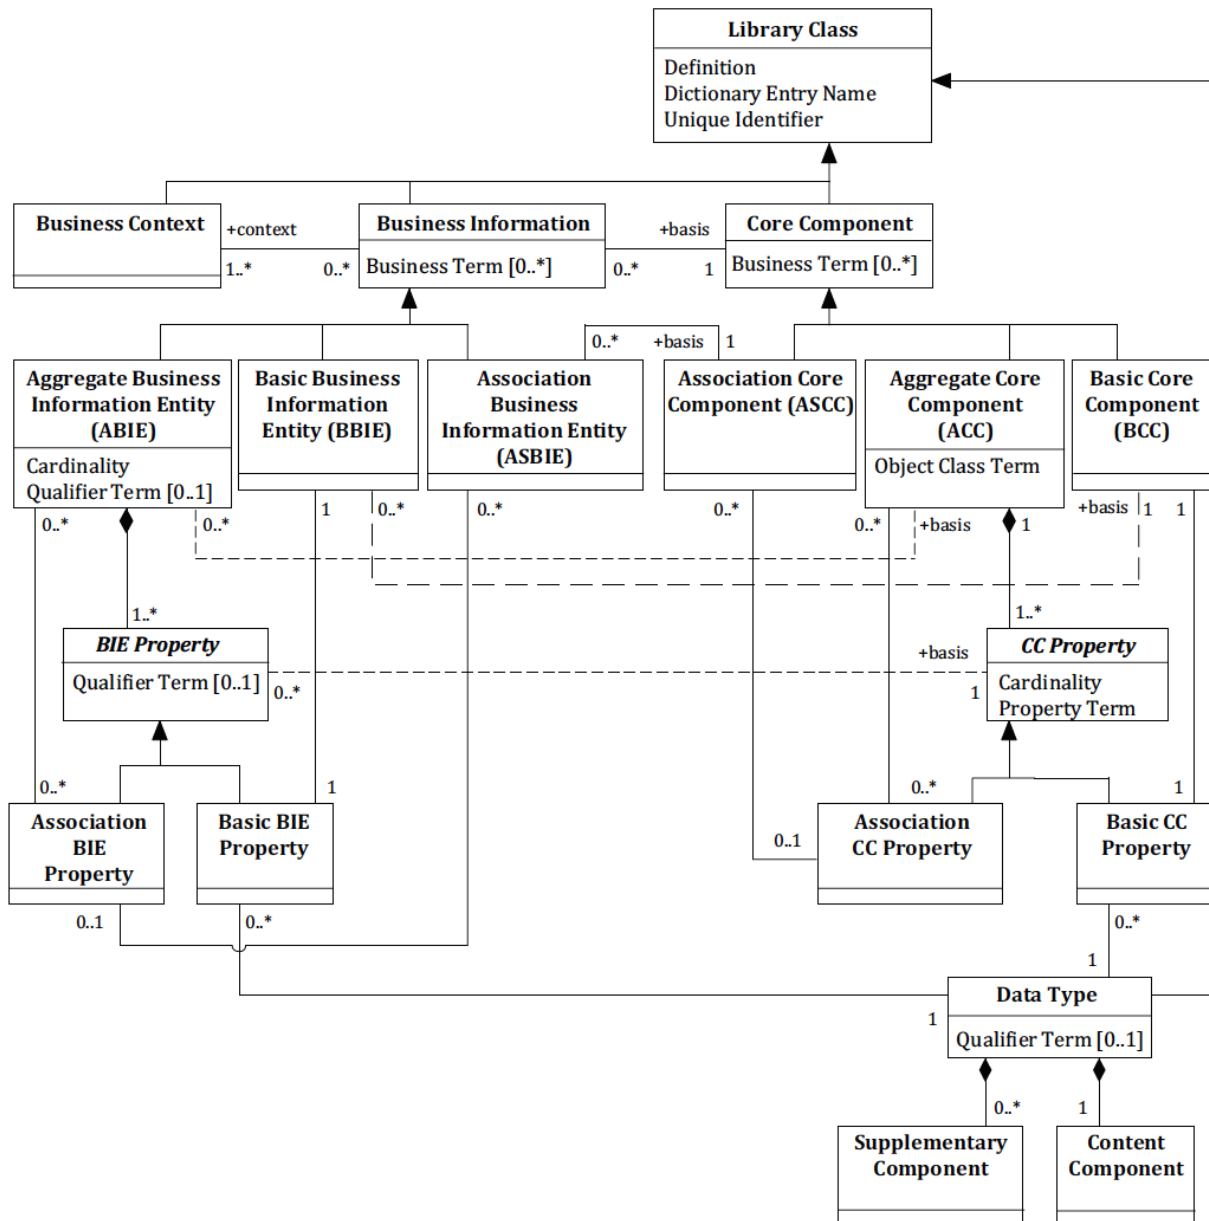 Library Class
Definition
Dictionary Entry Name
Unique Identifier
Business Context
+context
1..*
0..*
Business Information
Business Term [0..*]
+basis
0..*
1
Core Component
Business Term [0..*]
0..*
+basis
1
Aggregate Business
Information Entity
(ABIE)
Cardinality
Qualifier Term [0..1]
Basic Business
Information
Entity (BBIE)
Association
Business
Information Entity
(ASBIE)
Association Core
Component (ASCC)
Aggregate Core
Component
(ACC)
Object Class Term
Basic Core
Component
(BCC)
0..*
0..*
1
0..*
0..*
0..*
0..*
+basis
1
+basis
1
1
1..*
1..*
BIE Property
Qualifier Term [0..1]
0..*
+basis
1
CC Property
Cardinality
Property Term
0..*
1
0..*
1
Association
BIE
Property
Basic BIE
Property
0..1
Association
CC Property
Basic CC
Property
0..1
0..*
0..*
1
1
Data Type
Qualifier Term [0..1]
0..*
1
Supplementary
Component
Content
Component